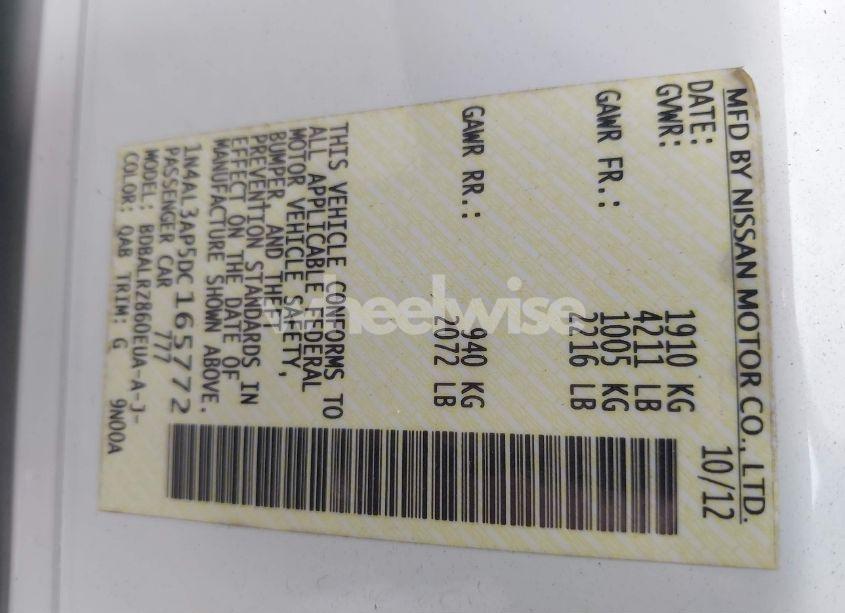 MFD BY NISSAN MOTOR CO., LTD.
DATE: 10/12
GVWR: 1910 KG
4211 LB
GAWR FR.: 1005 KG
2216 LB
GAWR RR.: 940 KG
2072 LB
THIS VEHICLE CONFORMS TO
ALL APPLICABLE FEDERAL
MOTOR VEHICLE SAFETY,
BUMPER, AND THEFT
PREVENTION STANDARDS IN
EFFECT ON THE DATE OF
MANUFACTURE SHOWN ABOVE.
1N4AL3AP5DC165772
PASSENGER CAR 777
MODEL: BDBALRZ860EUA-A-J-
COLOR: QAB TRIM: G 9N00A
wheelwise